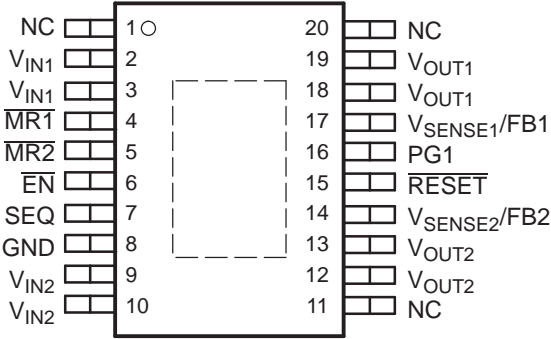 NC 1 20 NC
VIN1 2 19 VOUT1
VIN1 3 18 VOUT1
MR1 4 17 VSENSE1/FB1
MR2 5 16 PG1
EN 6 15 RESET
SEQ 7 14 VSENSE2/FB2
GND 8 13 VOUT2
VIN2 9 12 VOUT2
VIN2 10 11 NC